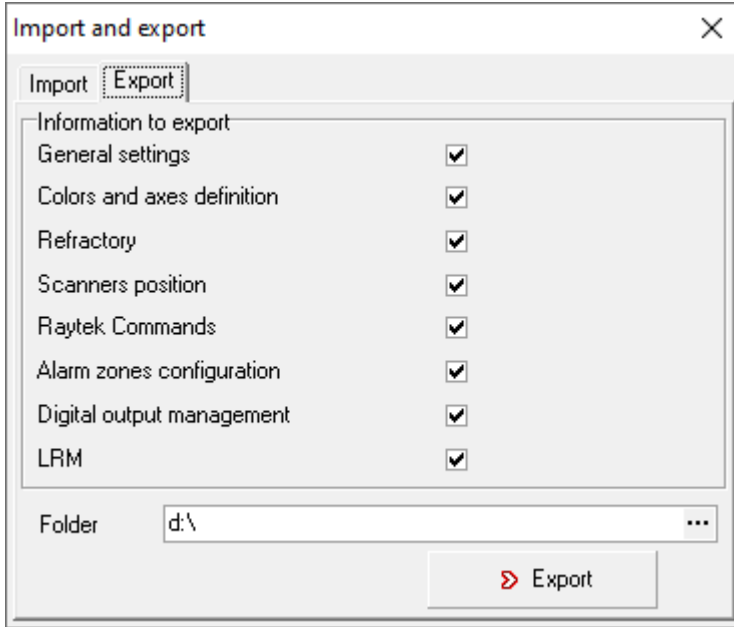 Import and export
Import Export
Information to export
General settings
Colors and axes definition
Refractory
Scanners position
Raytek Commands
Alarm zones configuration
Digital output management
LRM
Folder d:\ ...
Export